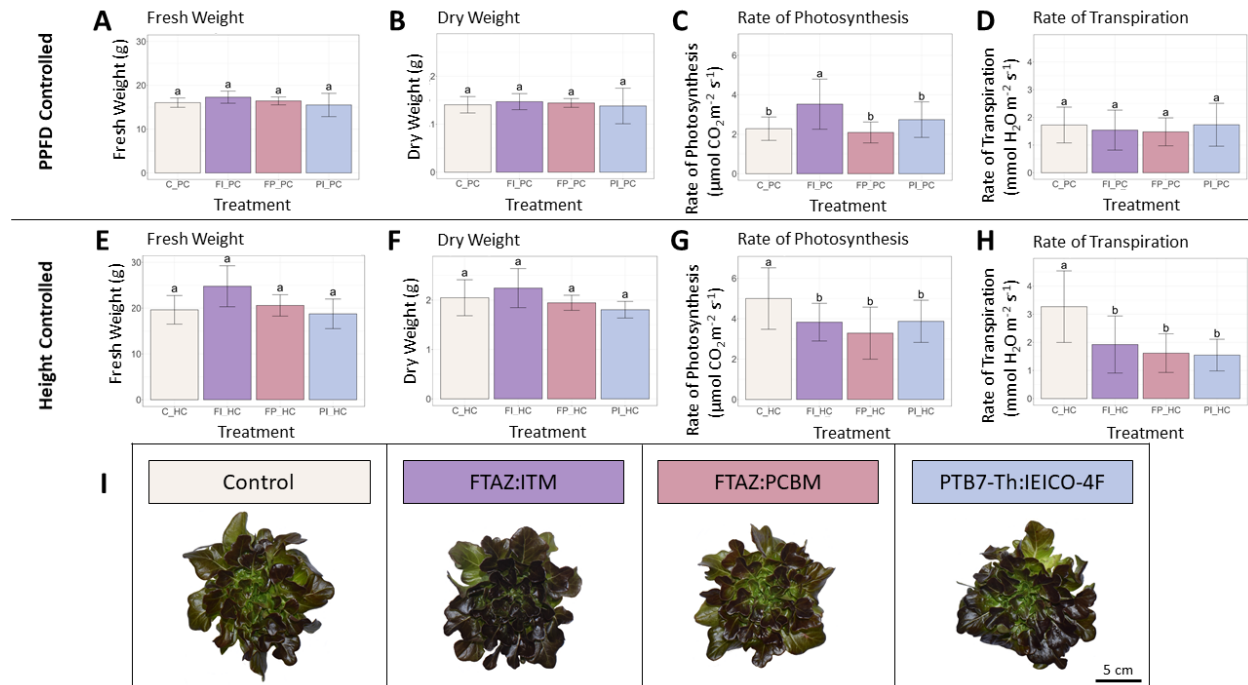 PPFD Controlled
A
Fresh Weight
Fresh Weight (g)
30
20
10
0
a
a
a
a
C_PC
FI_PC
FP_PC
PI_PC
Treatment
B
Dry Weight
Dry Weight (g)
2
1
0
a
a
a
a
C_PC
FI_PC
FP_PC
PI_PC
Treatment
C
Rate of Photosynthesis
Rate of Photosynthesis
(µmol CO₂m⁻² s⁻¹)
6
4
2
0
b
a
b
b
C_PC
FI_PC
FP_PC
PI_PC
Treatment
D
Rate of Transpiration
Rate of Transpiration
(mmol H₂O m⁻² s⁻¹)
4
3
2
1
0
a
a
a
a
C_PC
FI_PC
FP_PC
PI_PC
Treatment
Height Controlled
E
Fresh Weight
Fresh Weight (g)
30
20
10
0
a
a
a
a
C_HC
FI_HC
FP_HC
PI_HC
Treatment
F
Dry Weight
Dry Weight (g)
2
1
0
a
a
a
a
C_HC
FI_HC
FP_HC
PI_HC
Treatment
G
Rate of Photosynthesis
Rate of Photosynthesis
(µmol CO₂m⁻² s⁻¹)
6
4
2
0
a
b
b
b
C_HC
FI_HC
FP_HC
PI_HC
Treatment
H
Rate of Transpiration
Rate of Transpiration
(mmol H₂O m⁻² s⁻¹)
4
3
2
1
0
a
b
b
b
C_HC
FI_HC
FP_HC
PI_HC
Treatment
I
Control
FTAZ:ITM
FTAZ:PCBM
PTB7-Th:IEICO-4F
5 cm